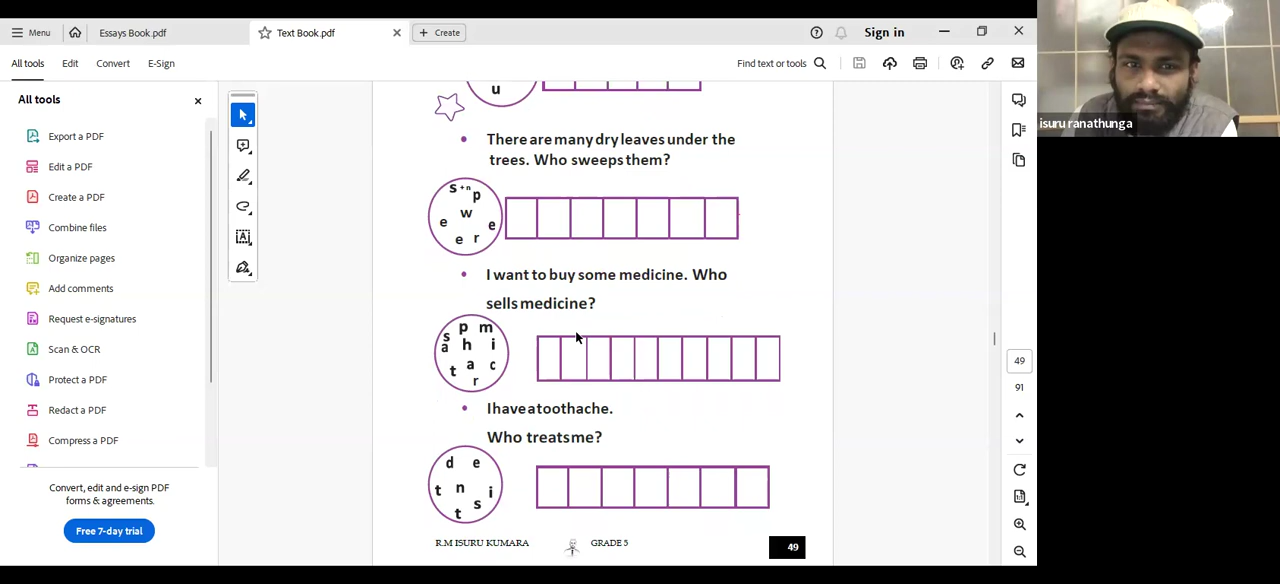 Menu
Essays Book.pdf
Text Book.pdf
Create
Sign in
All tools
Edit
Convert
E-Sign
Find text or tools
All tools
Export a PDF
Edit a PDF
Create a PDF
Combine files
Organize pages
Add comments
Request e-signatures
Scan & OCR
Protect a PDF
Redact a PDF
Compress a PDF
Convert, edit and e-sign PDF
forms & agreements.
Free 7-day trial
u
• There are many dry leaves under the
trees. Who sweeps them?
s +n p
w
e e
e r
• I want to buy some medicine. Who
sells medicine?
s p m
a h i
t a c
r
• Ihaveatoothache.
Who treatsme?
d e
t n i
s
t
R.M ISURU KUMARA GRADE 5
49
49
91
isuru ranathunga